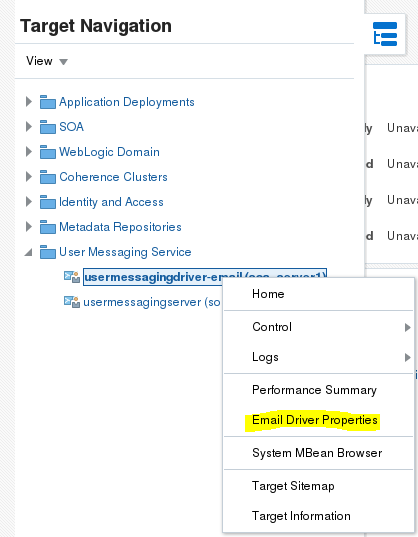 Target Navigation
View
Application Deployments
SOA
WebLogic Domain
Coherence Clusters
Identity and Access
Metadata Repositories
User Messaging Service
usermessagingdriver-email (soa_server1)
usermessagingserver (so
Home
Control
Logs
Performance Summary
Email Driver Properties
System MBean Browser
Target Sitemap
Target Information
ly Unava
d Unava
ly Unava
d Unava